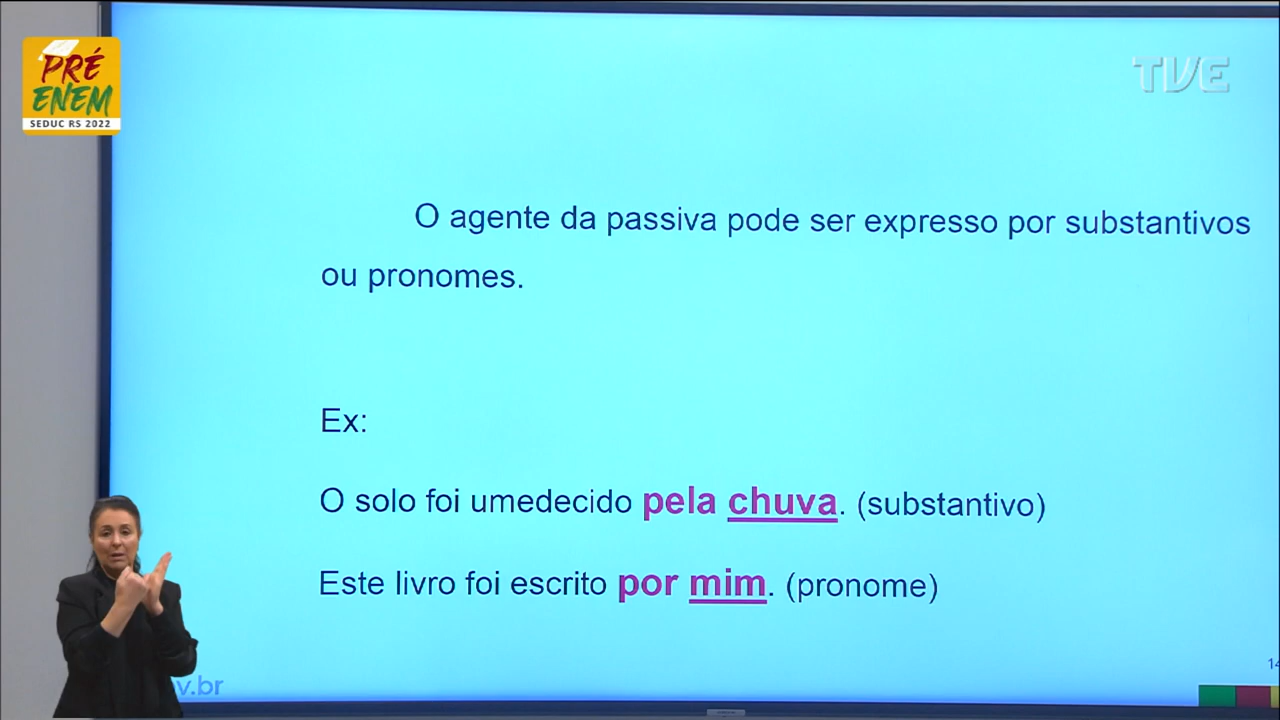 PRÉ
ENEM
SEDUC RS 2022
TVE
O agente da passiva pode ser expresso por substantivos
ou pronomes.
Ex:
O solo foi umedecido pela chuva. (substantivo)
Este livro foi escrito por mim. (pronome)
14
v.br